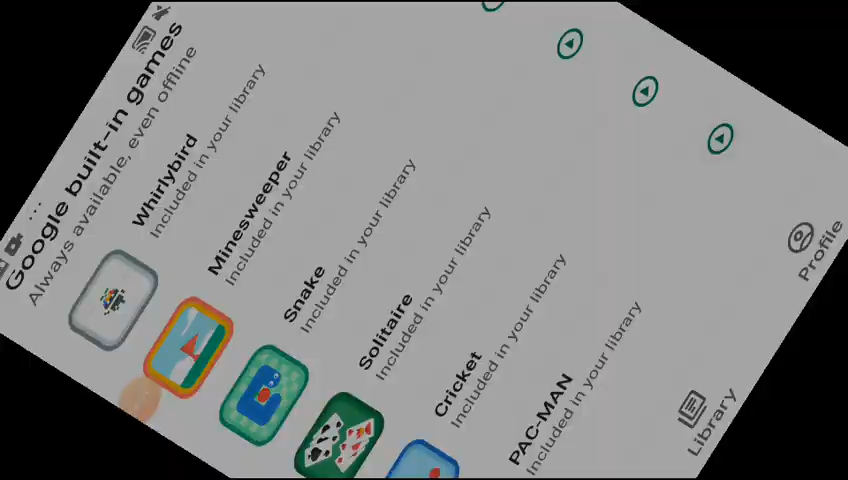 Google built-in games
Always available, even offline
Whirlybird
Included in your library
Minesweeper
Included in your library
Snake
Included in your library
Solitaire
Included in your library
Cricket
Included in your library
PAC-MAN
Included in your library
Library
Profile